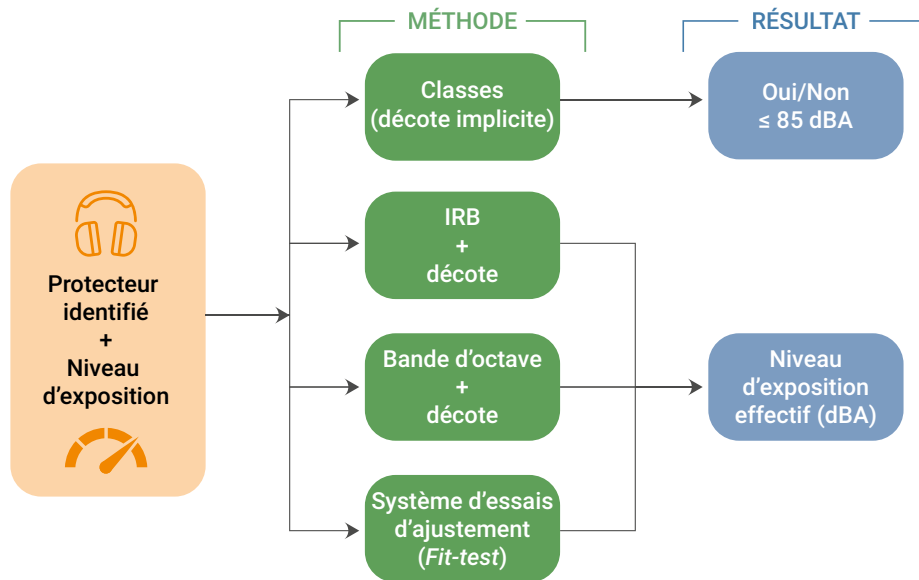 MÉTHODE
RÉSULTAT
Classes
(décote implicite)
Oui/Non
≤ 85 dBA
Protecteur
identifié
+
Niveau
d’exposition
IRB
+
décote
Bande d’octave
+
décote
Niveau
d’exposition
effectif (dBA)
Système d’essais
d’ajustement
(Fit-test)